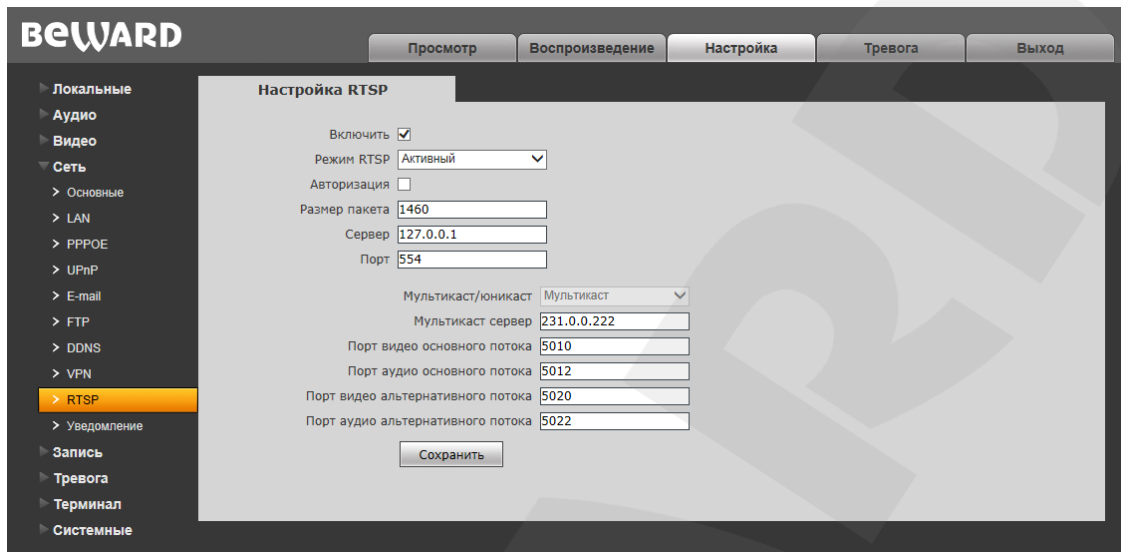 BEWARD
Просмотр Воспроизведение Настройка Тревога Выход
Локальные
Аудио
Видео
Сеть
> Основные
> LAN
> PPPOE
> UPnP
> E-mail
> FTP
> DDNS
> VPN
> RTSP
> Уведомление
Запись
Тревога
Терминал
Системные
Настройка RTSP
Включить
Режим RTSP Активный
Авторизация
Размер пакета 1460
Сервер 127.0.0.1
Порт 554
Мультикаст/юникаст Мультикаст
Мультикаст сервер 231.0.0.222
Порт видео основного потока 5010
Порт аудио основного потока 5012
Порт видео альтернативного потока 5020
Порт аудио альтернативного потока 5022
Сохранить